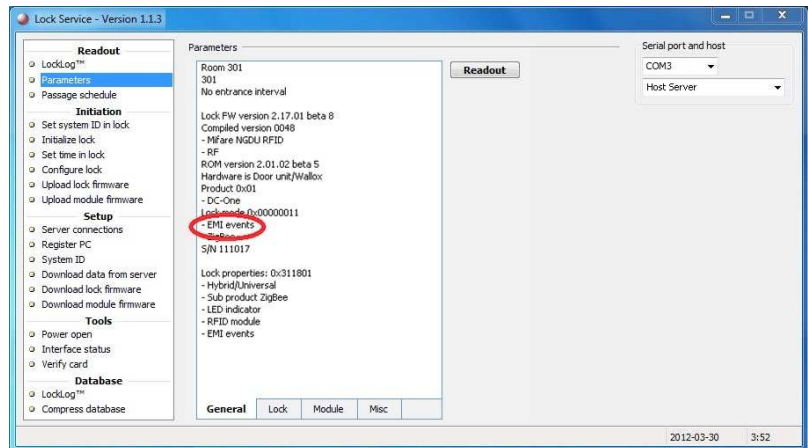 Lock Service - Version 1.1.3
Readout
LockLog™
Parameters
Passage schedule
Initiation
Set system ID in lock
Initialize lock
Set time in lock
Configure lock
Upload lock firmware
Upload module firmware
Setup
Server connections
Register PC
System ID
Download data from server
Download lock firmware
Download module firmware
Tools
Power open
Interface status
Verify card
Database
LockLog™
Compress database
Parameters
Room 301
301
No entrance interval
Lock FW version 2.17.01 beta 8
Compiled version 0048
- Mifare NGDU RFID
- RF
ROM version 2.01.02 beta 5
Hardware is Door unit/Wallox
Product 0x01
- DC-One
Lock mode 0x00000011
- EMI events
- ZigBee
S/N 111017
Lock properties: 0x311801
- Hybrid/Universal
- Sub product ZigBee
- LED indicator
- RFID module
- EMI events
General Lock Module Misc
Readout
Serial port and host
COM3
Host Server
2012-03-30 3:52